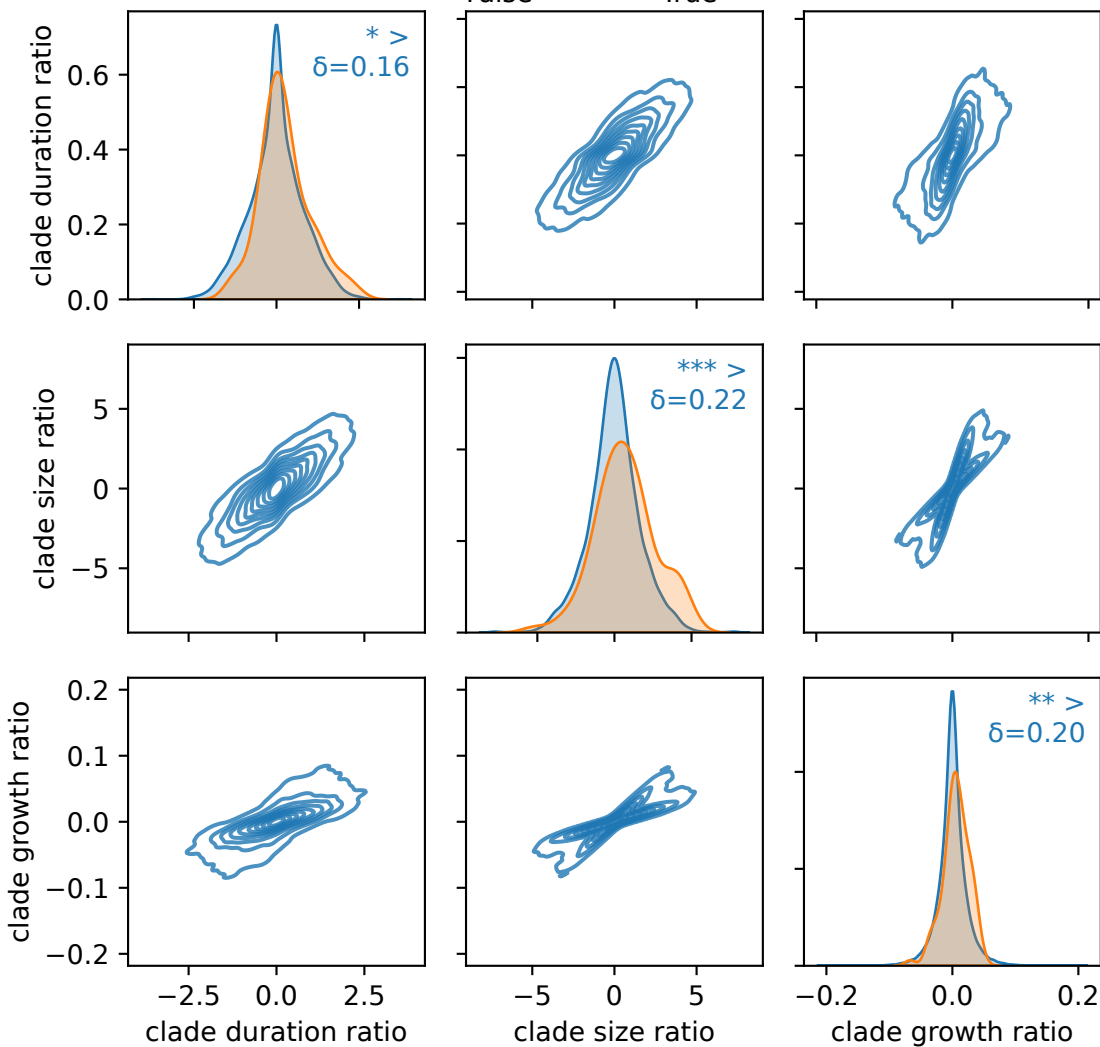 True
clade duration ratio
0.6
0.4
0.2
0.0
* >
δ=0.16
clade size ratio
5
0
−5
*** >
δ=0.22
clade growth ratio
0.2
0.1
0.0
−0.1
−0.2
** >
δ=0.20
−2.5 0.0 2.5
−5 0 5
−0.2 0.0 0.2
clade duration ratio
clade size ratio
clade growth ratio